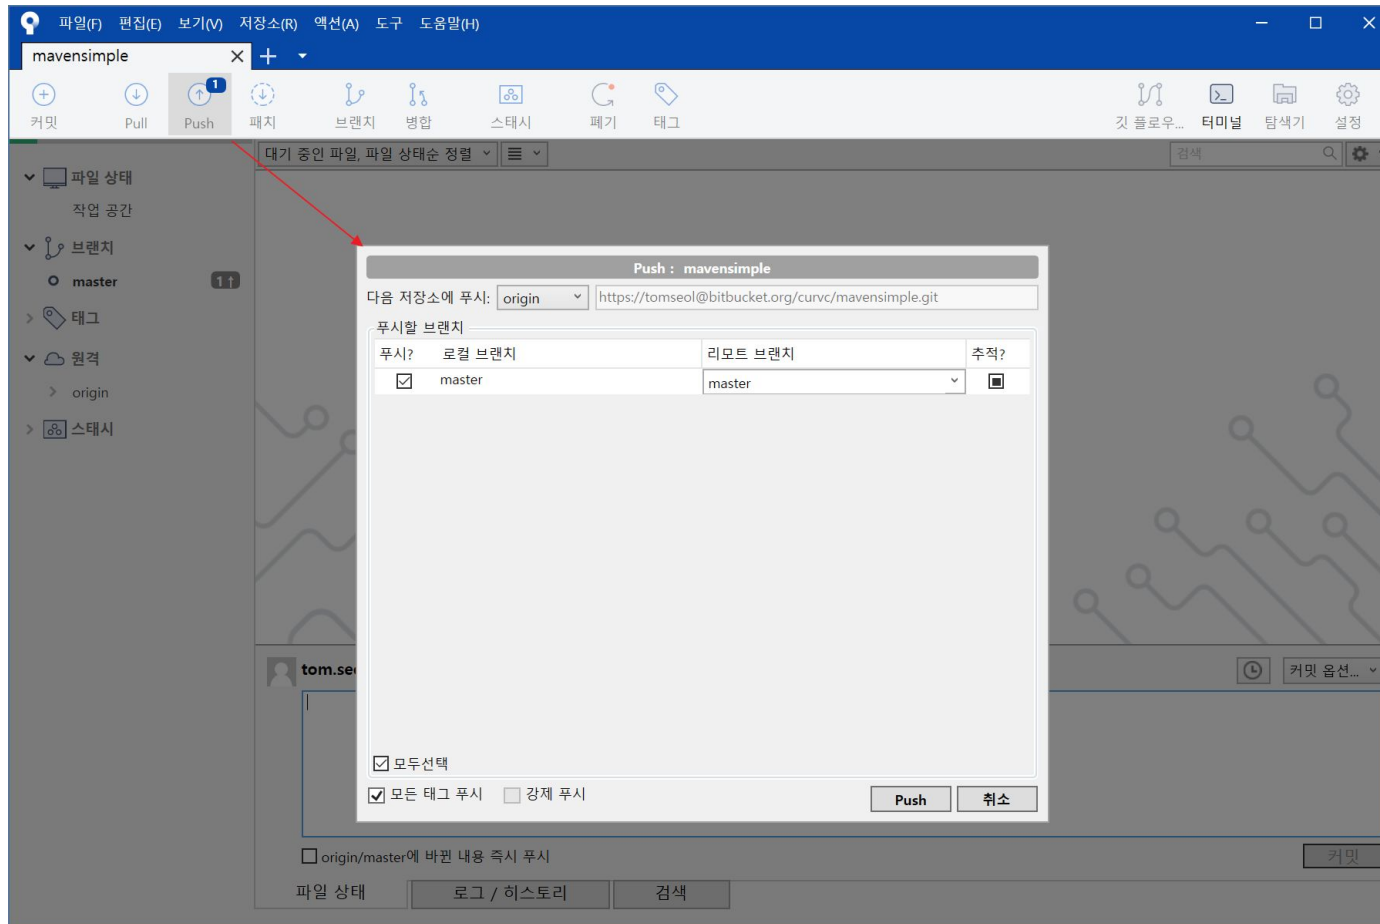 파일(F) 편집(E) 보기(V) 저장소(R) 액션(A) 도구 도움말(H)
mavensimple
1
커밋 Pull Push 패치 브랜치 병합 스태시 폐기 태그 깃 플로우... 터미널 탐색기 설정
대기 중인 파일, 파일 상태순 정렬 검색
파일 상태
작업 공간
브랜치
master 1↑
태그
원격
origin
스태시
Push : mavensimple
다음 저장소에 푸시: origin https://tomseol@bitbucket.org/curvc/mavensimple.git
푸시할 브랜치
푸시? 로컬 브랜치 리모트 브랜치 추적?
master master
모두선택
모든 태그 푸시 강제 푸시 Push 취소
커밋 옵션...
origin/master에 바뀐 내용 즉시 푸시
커밋
파일 상태 로그 / 히스토리 검색